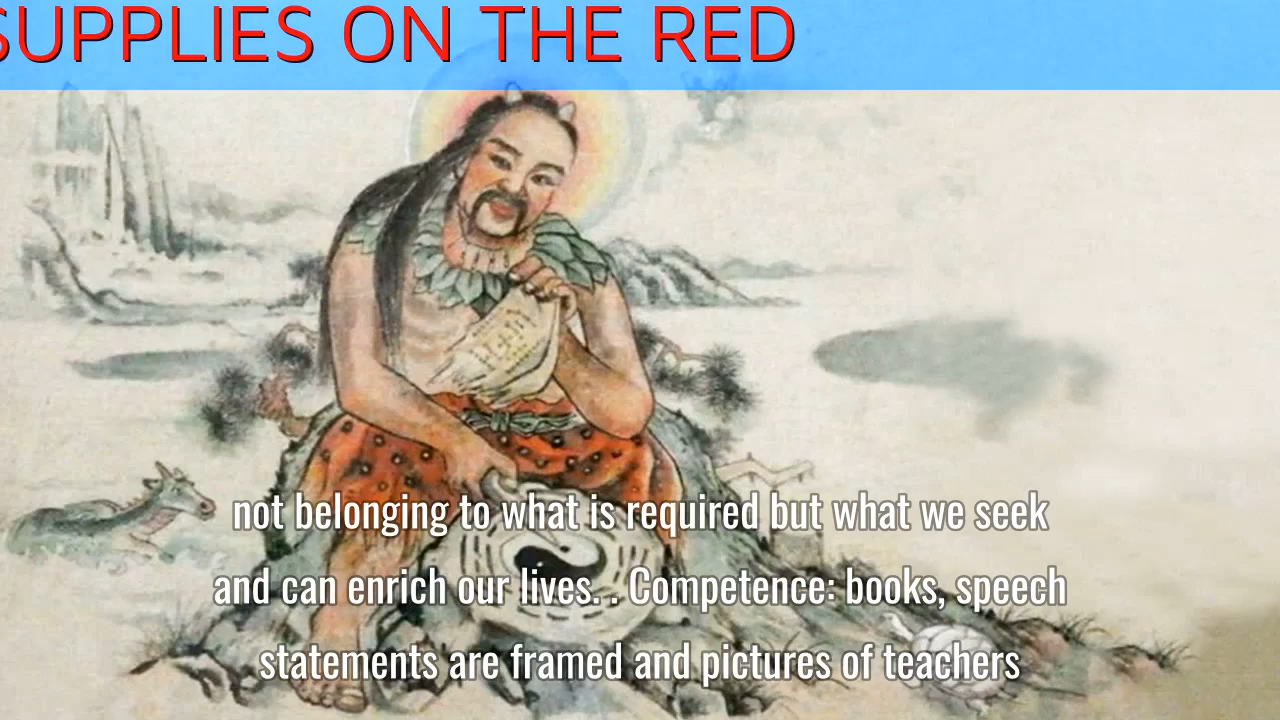 SUPPLIES ON THE RED
not belonging to what is required but what we seek
and can enrich our lives. . Competence: books, speech
statements are framed and pictures of teachers